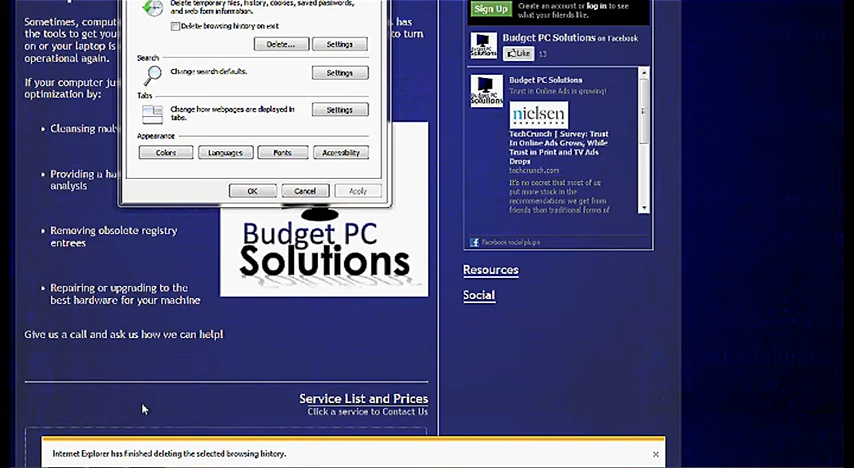 Delete temporary files, history, cookies, saved passwords,
and web form information.
Delete browsing history on exit
Delete... Settings
Search
Change search defaults. Settings
Tabs
Change how webpages are displayed in
tabs.
Settings
Appearance
Colors Languages Fonts Accessibility
OK Cancel Apply
Sometimes, compu
has
the tools to get you
to turn
on or your laptop is
operational again.
If your computer jus
optimization by:
Cleansing
Providing a ha
analysis
Removing obsolete registry
entrees
Repairing or upgrading to the
best hardware for your machine
Give us a call and ask us how we can help!
Budget PC
Solutions
Service List and Prices
Click a service to Contact Us
Sign Up Create an account or log in to see
what your friends like.
Budget PC Solutions on Facebook
Like 13
Budget PC Solutions
Trust in Online Ads is growing!
nielsen
TechCrunch | Survey: Trust
In Online Ads Grows, While
Trust in Print and TV Ads
Drops
techcrunch.com
It's no secret that most of us
put more stock in the
recommendations we get from
friends than traditional forms of
Facebook social plugin
Resources
Social
Internet Explorer has finished deleting the selected browsing history.